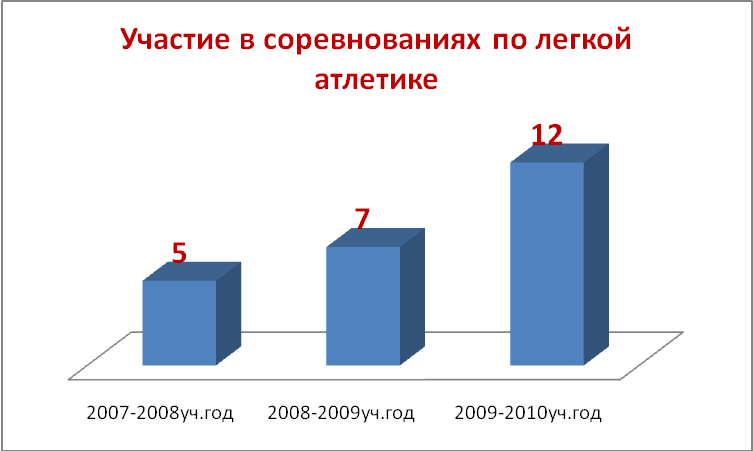 Участие в соревнованиях по легкой
атлетике
12
7
5
2007-2008уч.год
2008-2009уч.год
2009-2010уч.год